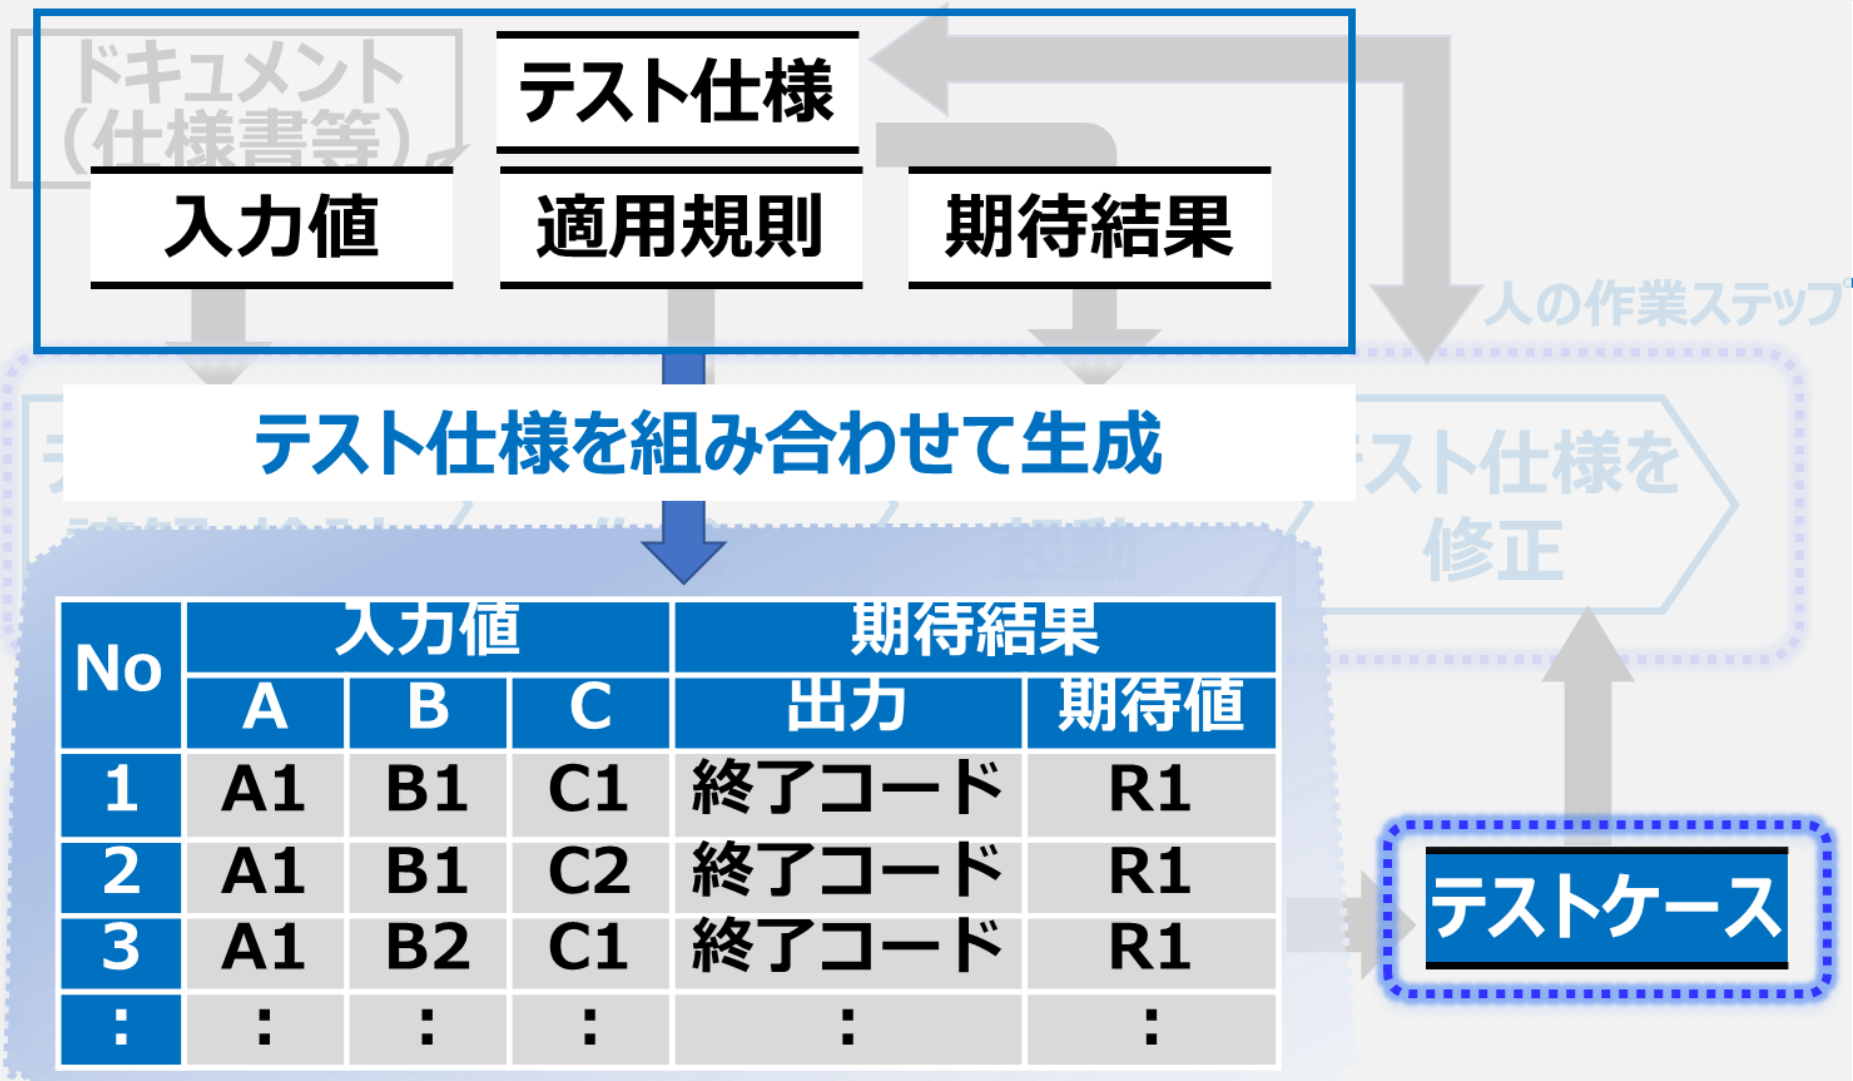 ドキュメント
（仕様書等）
テスト仕様
入力値
適用規則
期待結果
人の作業ステップ
テスト仕様を組み合わせて生成
テスト仕様を
修正
起動
No 入力値 期待結果
A B C 出力 期待値
1 A1 B1 C1 終了コード R1
2 A1 B1 C2 終了コード R1
3 A1 B2 C1 終了コード R1
: : : : : :
テストケース